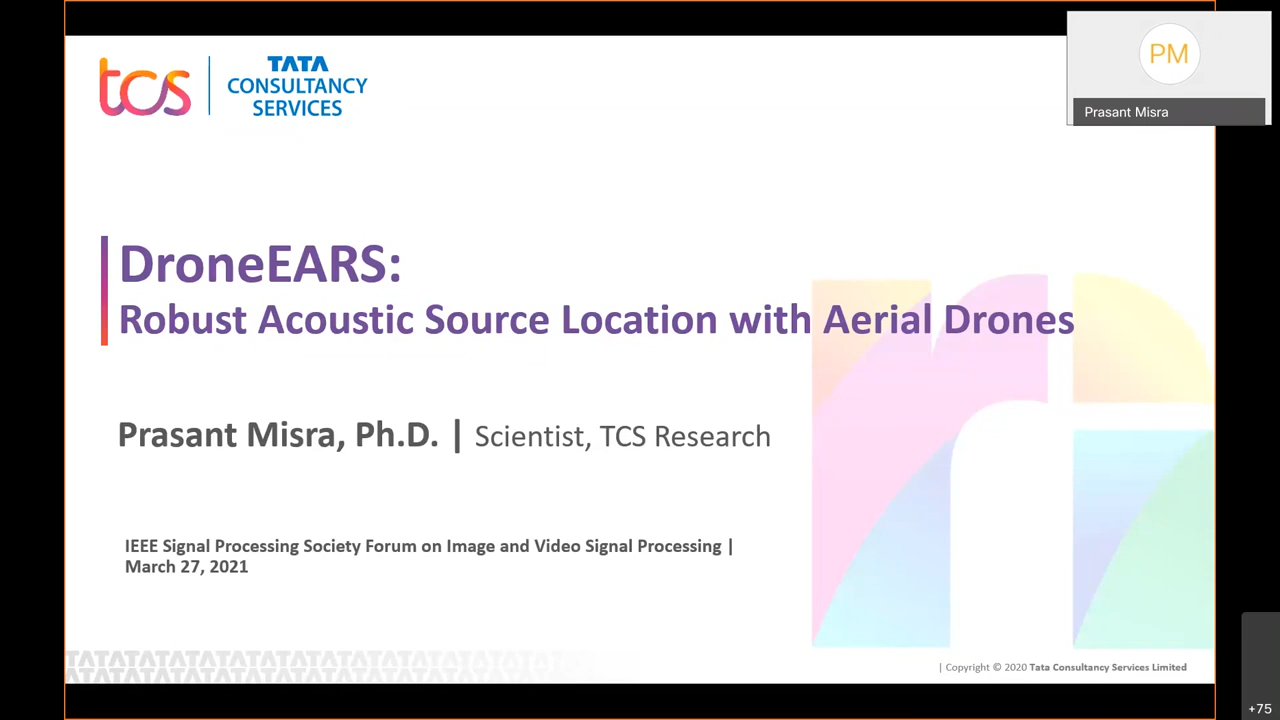 PM
Prasant Misra
tcs
TATA
CONSULTANCY
SERVICES
DroneEARS:
Robust Acoustic Source Location with Aerial Drones
Prasant Misra, Ph.D. | Scientist, TCS Research
IEEE Signal Processing Society Forum on Image and Video Signal Processing |
March 27, 2021
| Copyright © 2020 Tata Consultancy Services Limited
+75